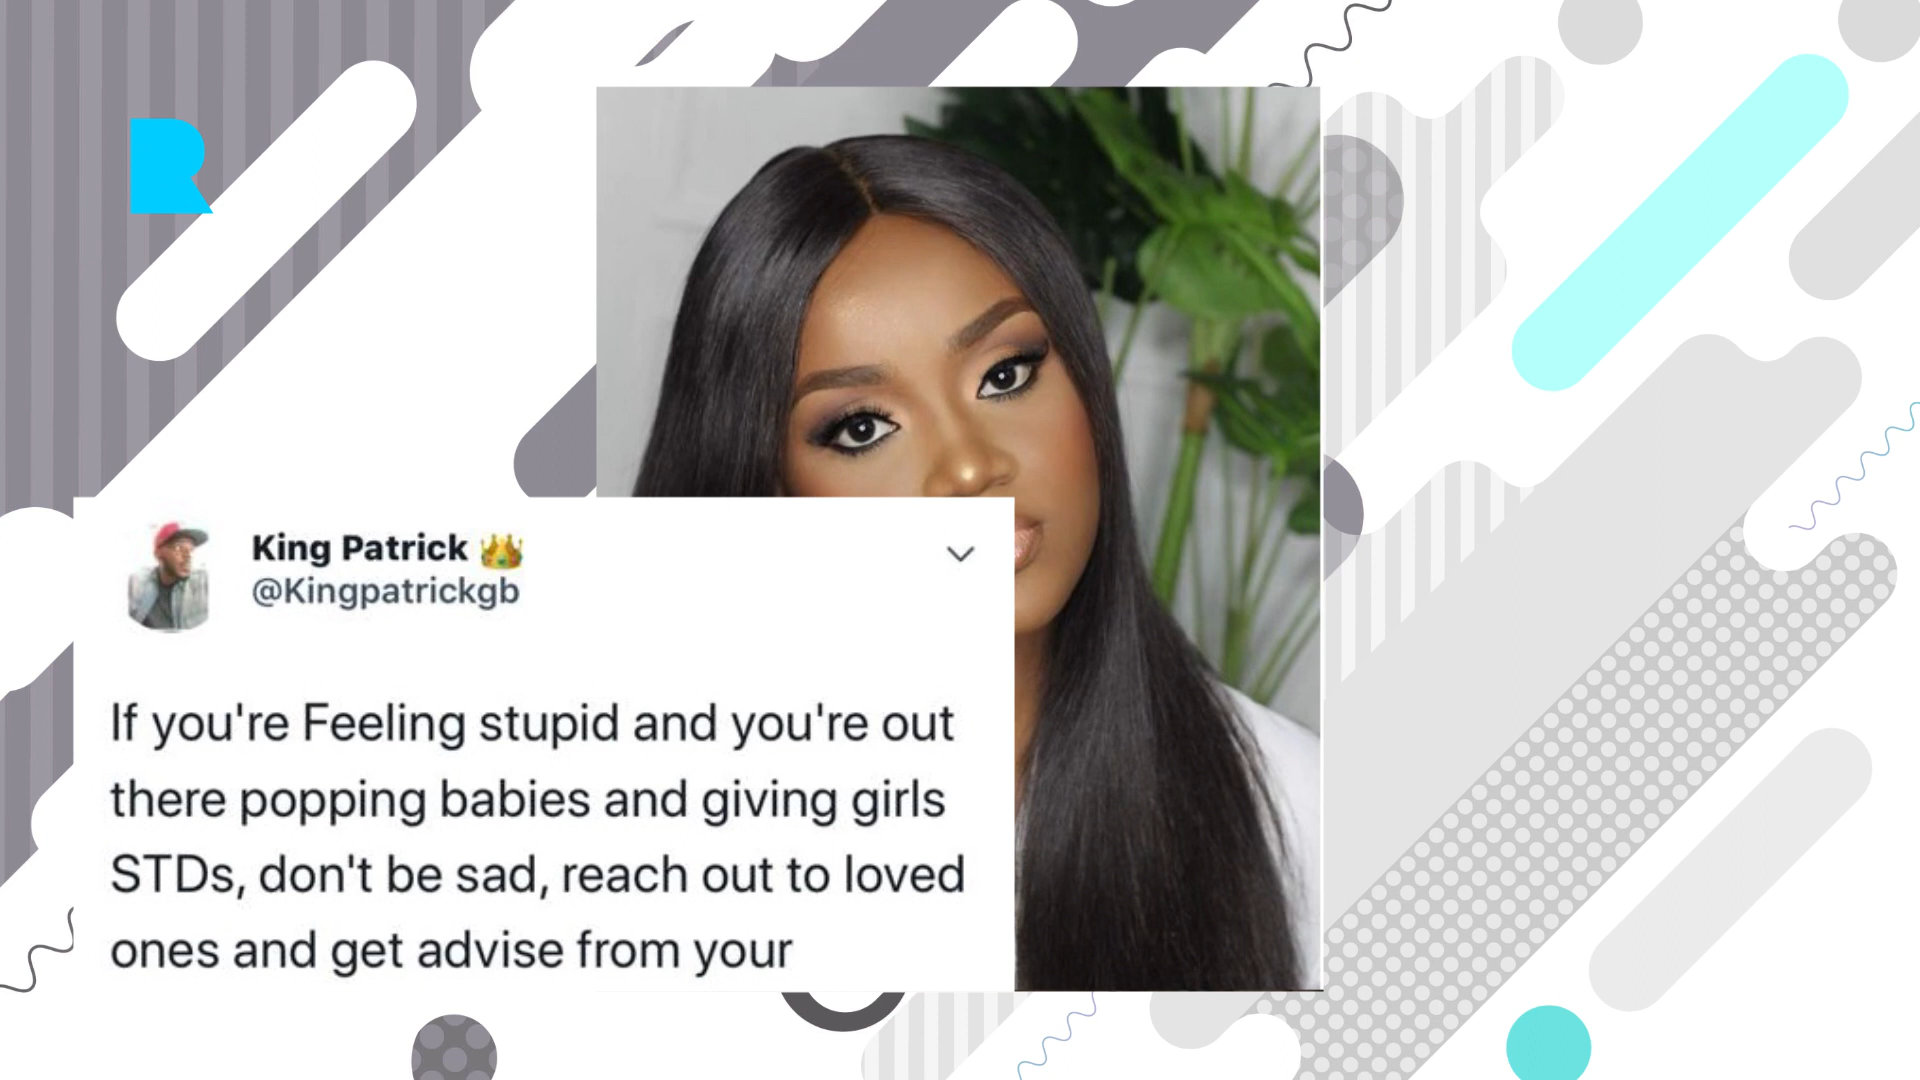 R
King Patrick 👑
@Kingpatrickgb
If you're Feeling stupid and you're out
there popping babies and giving girls
STDs, don't be sad, reach out to loved
ones and get advise from your